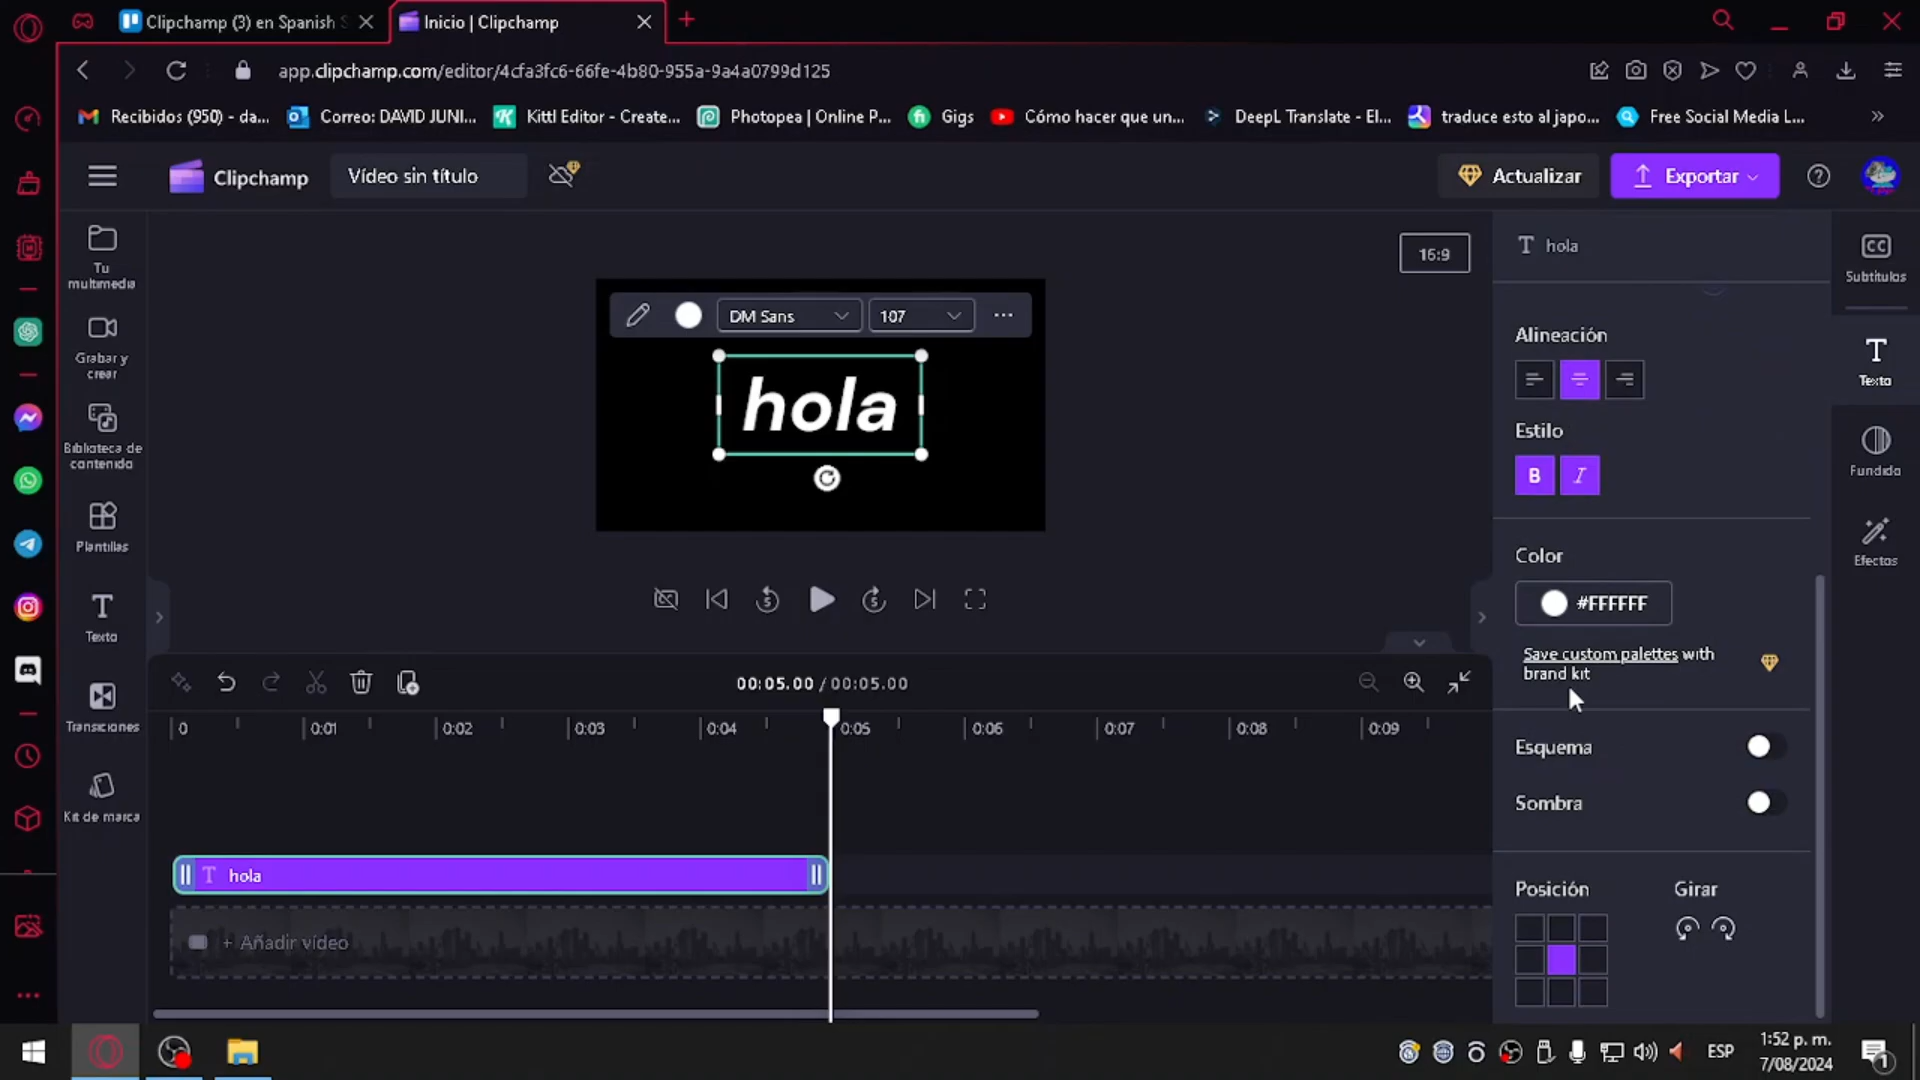 Clipchamp (3) en Spanish S
Inicio | Clipchamp
app.clipchamp.com/editor/4cfa3fc6-66fe-4b80-955a-9a4a0799d125
Recibidos (950) - da...
Correo: DAVID JUNI...
Kittl Editor - Create...
Photopea | Online P...
Gigs
Cómo hacer que un...
DeepL Translate - El...
traduce esto al japo...
Free Social Media L...
Clipchamp
Vídeo sin título
Actualizar
Exportar
Tu
multimedia
Grabar y
crear
Biblioteca de
contenido
Plantillas
Texto
Transiciones
Kit de marca
16:9
DM Sans
107
hola
T hola
Alineación
Estilo
B I
Color
#FFFFFF
Save custom palettes with
brand kit
Esquema
Sombra
Posición
Girar
CC
Subtítulos
T
Texto
Fundido
Efectos
5
5
00:05.00 / 00:05.00
0
0:01
0:02
0:03
0:04
0:05
0:06
0:07
0:08
0:09
T hola
+ Añadir vídeo
ESP
1:52 p. m.
7/08/2024
1